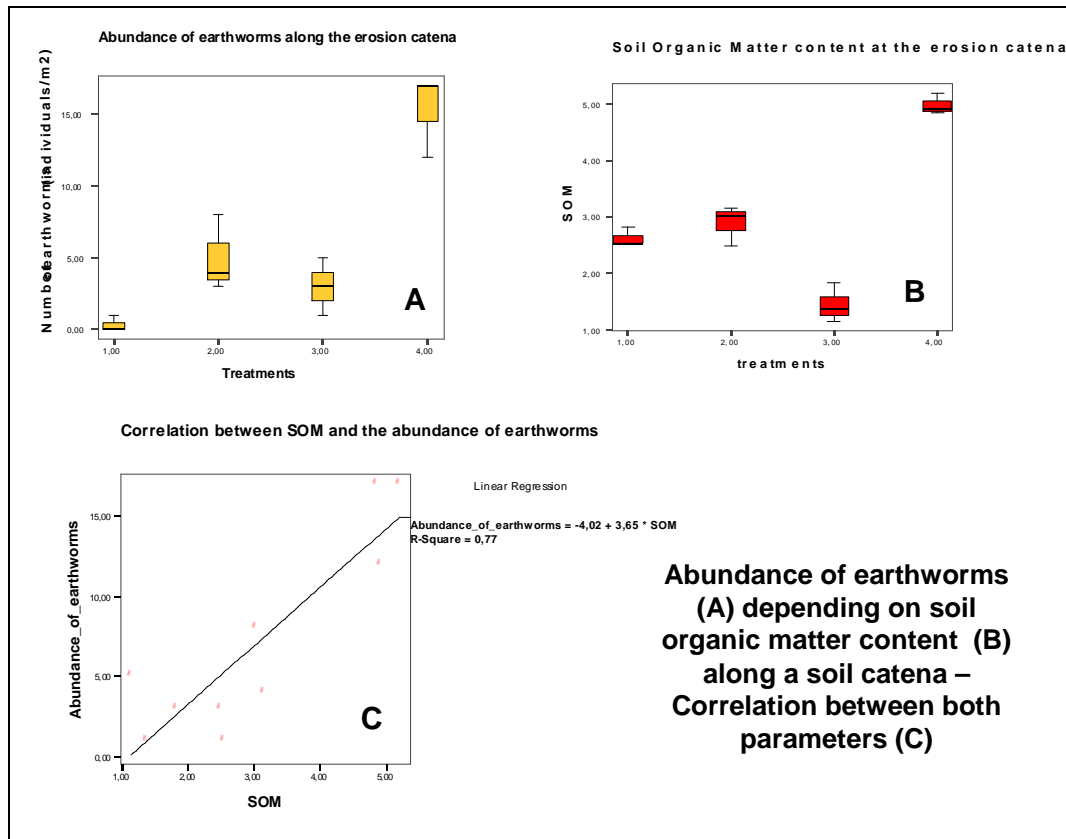 Abundance of earthworms along the erosion catena
Number of earthworms (individuals/m2)
15,00
10,00
5,00
0,00
1,00 2,00 3,00 4,00
Treatments
A
Soil Organic Matter content at the erosion catena
SOM
5,00
4,00
3,00
2,00
1,00
1,00 2,00 3,00 4,00
treatments
B
Correlation between SOM and the abundance of earthworms
Abundance_of_earthworms
15,00
10,00
5,00
0,00
1,00 2,00 3,00 4,00 5,00
SOM
C
Linear Regression
Abundance_of_earthworms = -4,02 + 3,65 * SOM
R-Square = 0,77
Abundance of earthworms
(A) depending on soil
organic matter content (B)
along a soil catena –
Correlation between both
parameters (C)